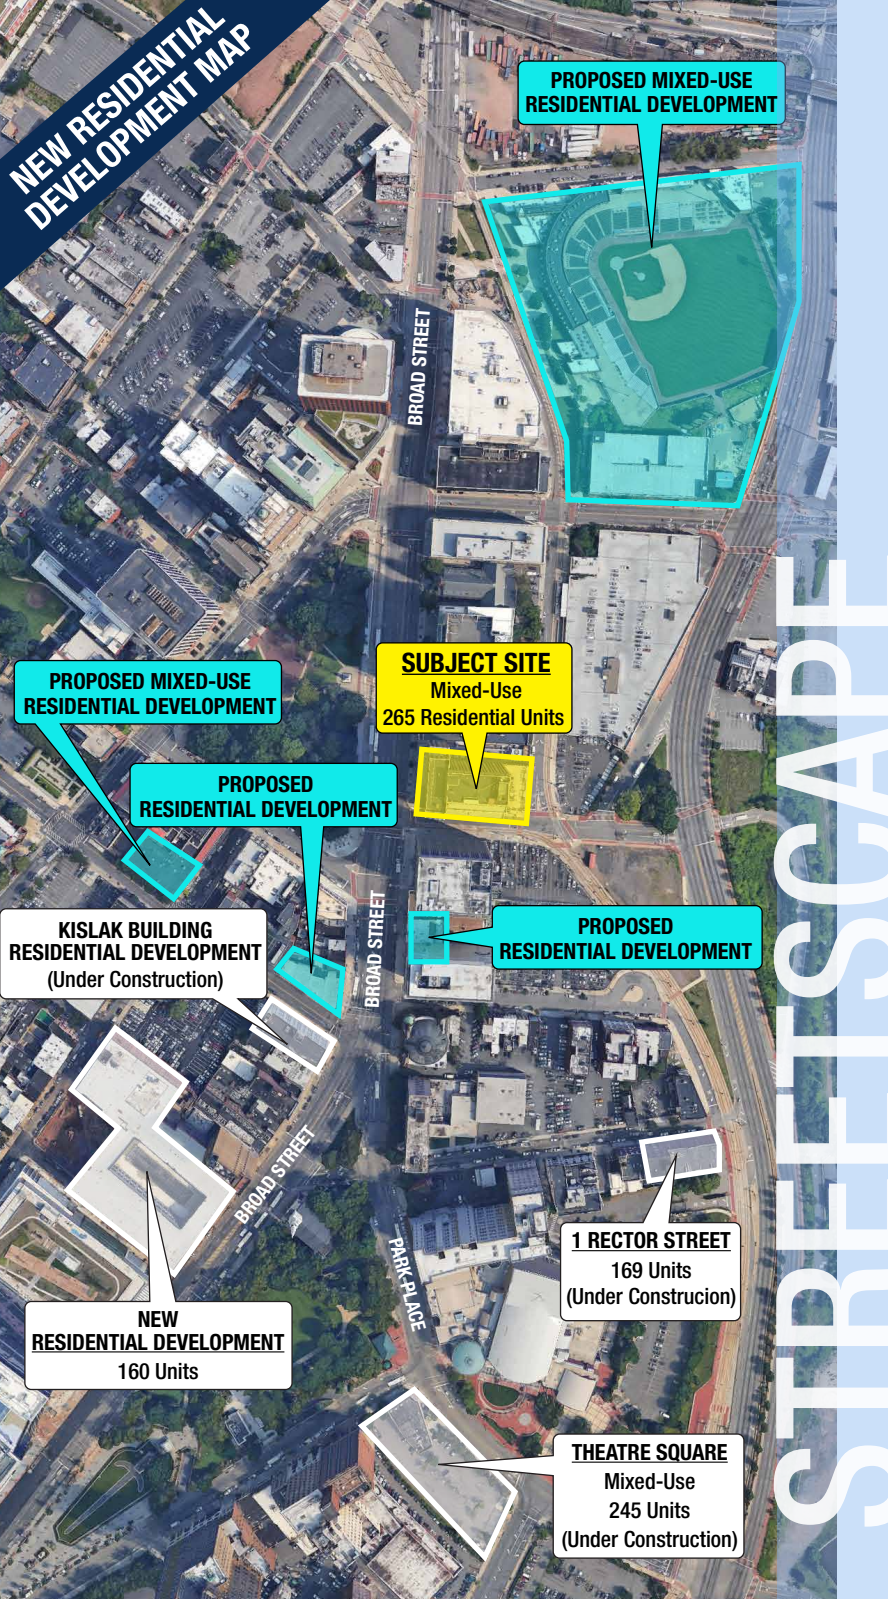 NEW RESIDENTIAL
DEVELOPMENT MAP
PROPOSED MIXED-USE
RESIDENTIAL DEVELOPMENT
BROAD STREET
SUBJECT SITE
Mixed-Use
265 Residential Units
PROPOSED MIXED-USE
RESIDENTIAL DEVELOPMENT
PROPOSED
RESIDENTIAL DEVELOPMENT
KISLAK BUILDING
RESIDENTIAL DEVELOPMENT
(Under Construction)
BROAD STREET
PROPOSED
RESIDENTIAL DEVELOPMENT
BROAD STREET
PARK PLACE
1 RECTOR STREET
169 Units
(Under Construcion)
NEW
RESIDENTIAL DEVELOPMENT
160 Units
THEATRE SQUARE
Mixed-Use
245 Units
(Under Construction)
STREETSCAPE